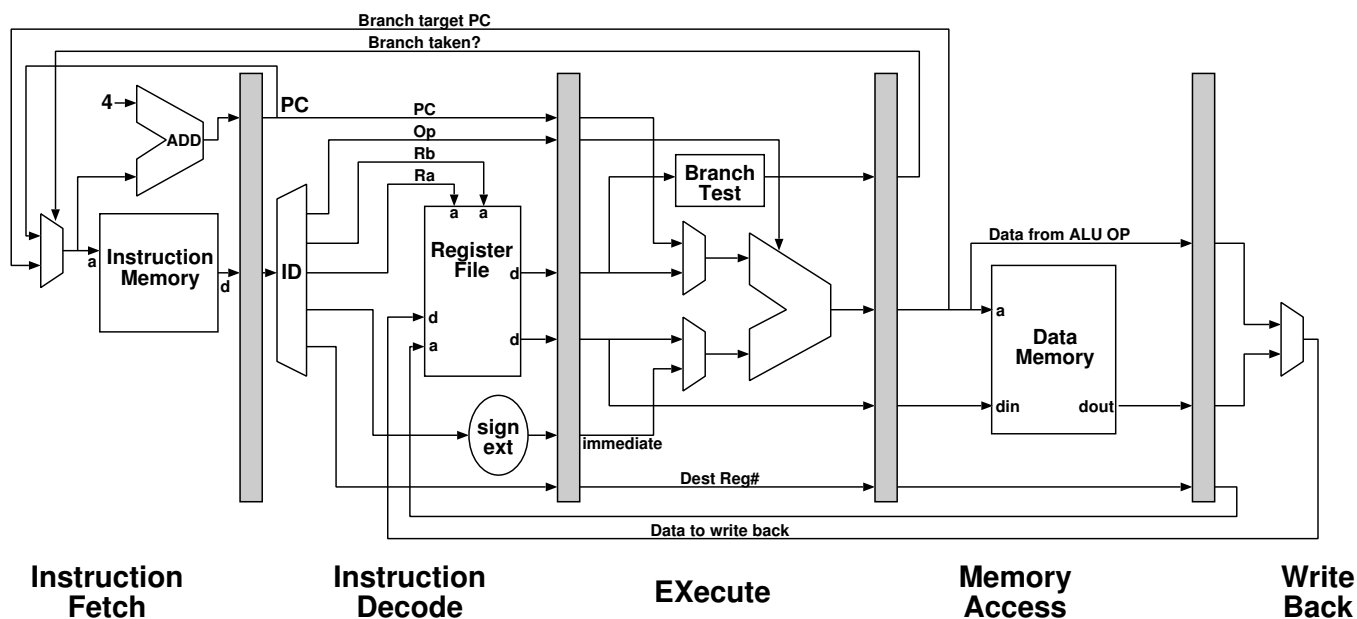 Branch target PC
Branch taken?
4
ADD
PC
PC
Op
Rb
Ra
a
a
a
Instruction
Memory
d
ID
Register
File
d
d
d
a
sign
ext
immediate
Branch
Test
Data from ALU OP
a
Data
Memory
din
dout
Dest Reg#
Data to write back
Instruction
Fetch
Instruction
Decode
EXecute
Memory
Access
Write
Back